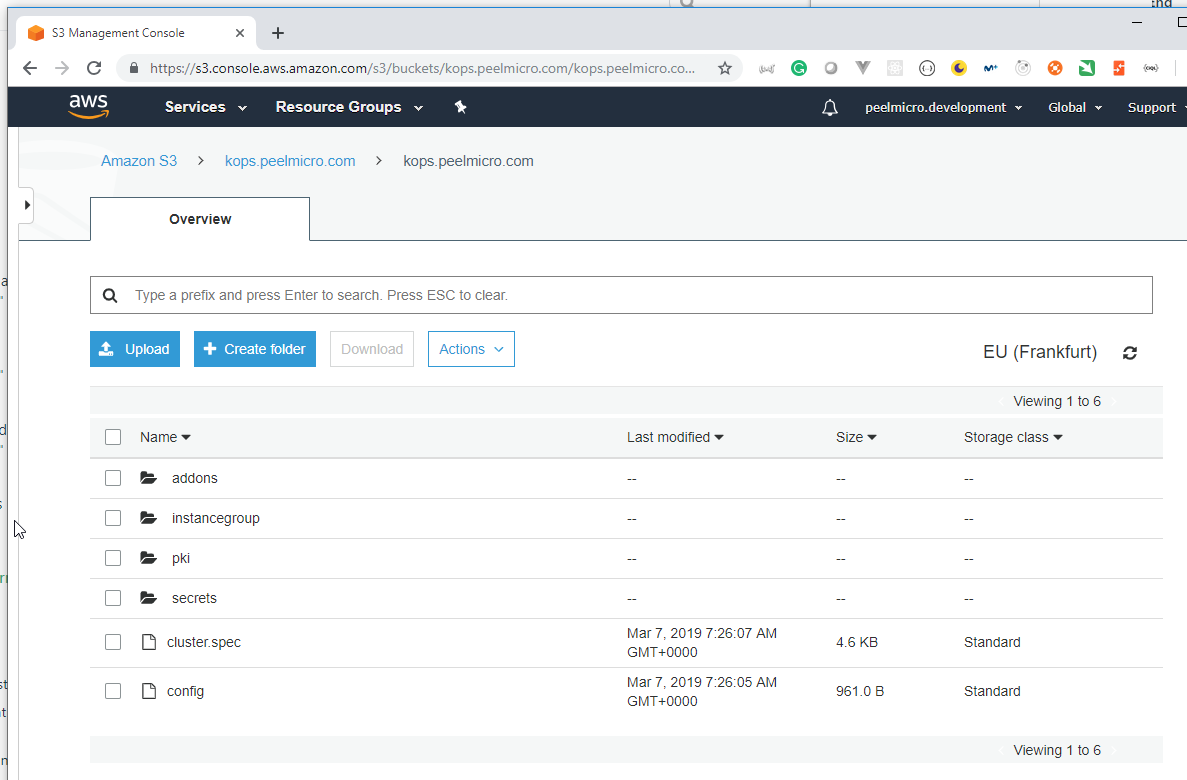 S3 Management Console
https://s3.console.aws.amazon.com/s3/buckets/kops.peelmicro.com/kops.peelmicro.co...
aws Services Resource Groups peelmicro.development Global Support
Amazon S3 kops.peelmicro.com kops.peelmicro.com
Overview
Type a prefix and press Enter to search. Press ESC to clear.
Upload Create folder Download Actions EU (Frankfurt)
Viewing 1 to 6
Name Last modified Size Storage class
addons -- -- --
instancegroup -- -- --
pki -- -- --
secrets -- -- --
cluster.spec Mar 7, 2019 7:26:07 AM GMT+0000 4.6 KB Standard
config Mar 7, 2019 7:26:05 AM GMT+0000 961.0 B Standard
Viewing 1 to 6